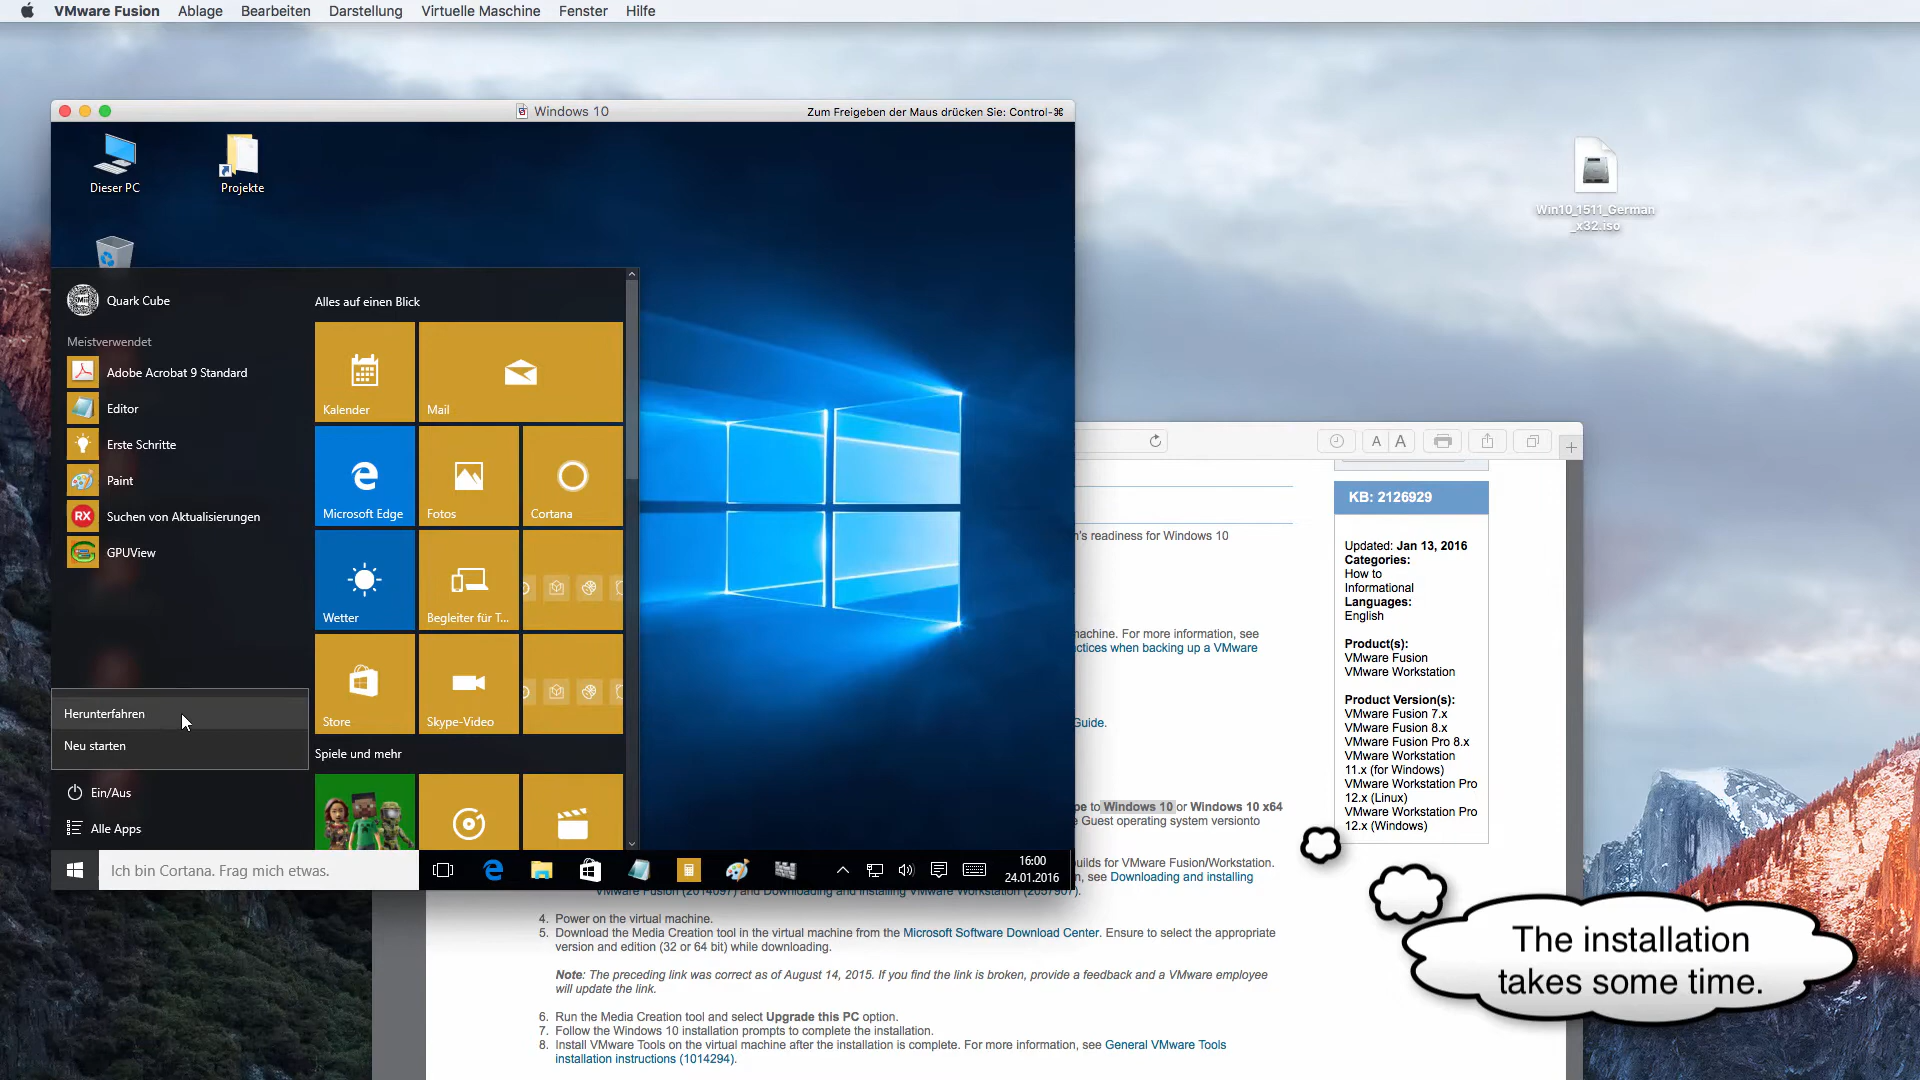 VMware Fusion Ablage Bearbeiten Darstellung Virtuelle Maschine Fenster Hilfe
Windows 10
Zum Freigeben der Maus drücken Sie: Control-⌘
Dieser PC
Projekte
Win10_1511_German
_x32.iso
Quark Cube
Meistverwendet
Adobe Acrobat 9 Standard
Editor
Erste Schritte
Paint
RX
Suchen von Aktualisierungen
GPUView
Herunterfahren
Neu starten
Ein/Aus
Alle Apps
Alles auf einen Blick
Kalender
Mail
Microsoft Edge
Fotos
Cortana
Wetter
Begleiter für T...
Store
Skype-Video
Spiele und mehr
Ich bin Cortana. Frag mich etwas.
16:00
24.01.2016
A A
n's readiness for Windows 10
achine. For more information, see
ctices when backing up a VMware
Guide.
pe to Windows 10 or Windows 10 x64
e Guest operating system versionto
uilds for VMware Fusion/Workstation.
, see Downloading and installing
VMware Fusion (2014097) and Downloading and installing VMware Workstation (2057907).
4. Power on the virtual machine.
5. Download the Media Creation tool in the virtual machine from the Microsoft Software Download Center. Ensure to select the appropriate
version and edition (32 or 64 bit) while downloading.
Note: The preceding link was correct as of August 14, 2015. If you find the link is broken, provide a feedback and a VMware employee
will update the link.
6. Run the Media Creation tool and select Upgrade this PC option.
7. Follow the Windows 10 installation prompts to complete the installation.
8. Install VMware Tools on the virtual machine after the installation is complete. For more information, see General VMware Tools
installation instructions (1014294).
KB: 2126929
Updated: Jan 13, 2016
Categories:
How to
Informational
Languages:
English
Product(s):
VMware Fusion
VMware Workstation
Product Version(s):
VMware Fusion 7.x
VMware Fusion 8.x
VMware Fusion Pro 8.x
VMware Workstation
11.x (for Windows)
VMware Workstation Pro
12.x (Linux)
VMware Workstation Pro
12.x (Windows)
The installation
takes some time.